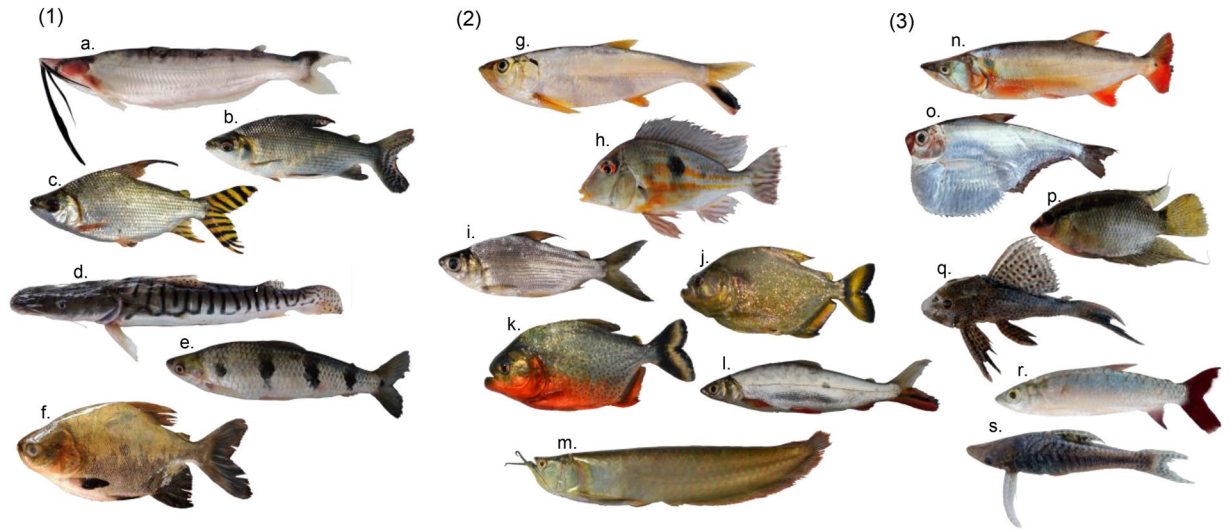 (1)
a.
b.
c.
d.
e.
f.
(2)
g.
h.
i.
j.
k.
l.
m.
(3)
n.
o.
p.
q.
r.
s.